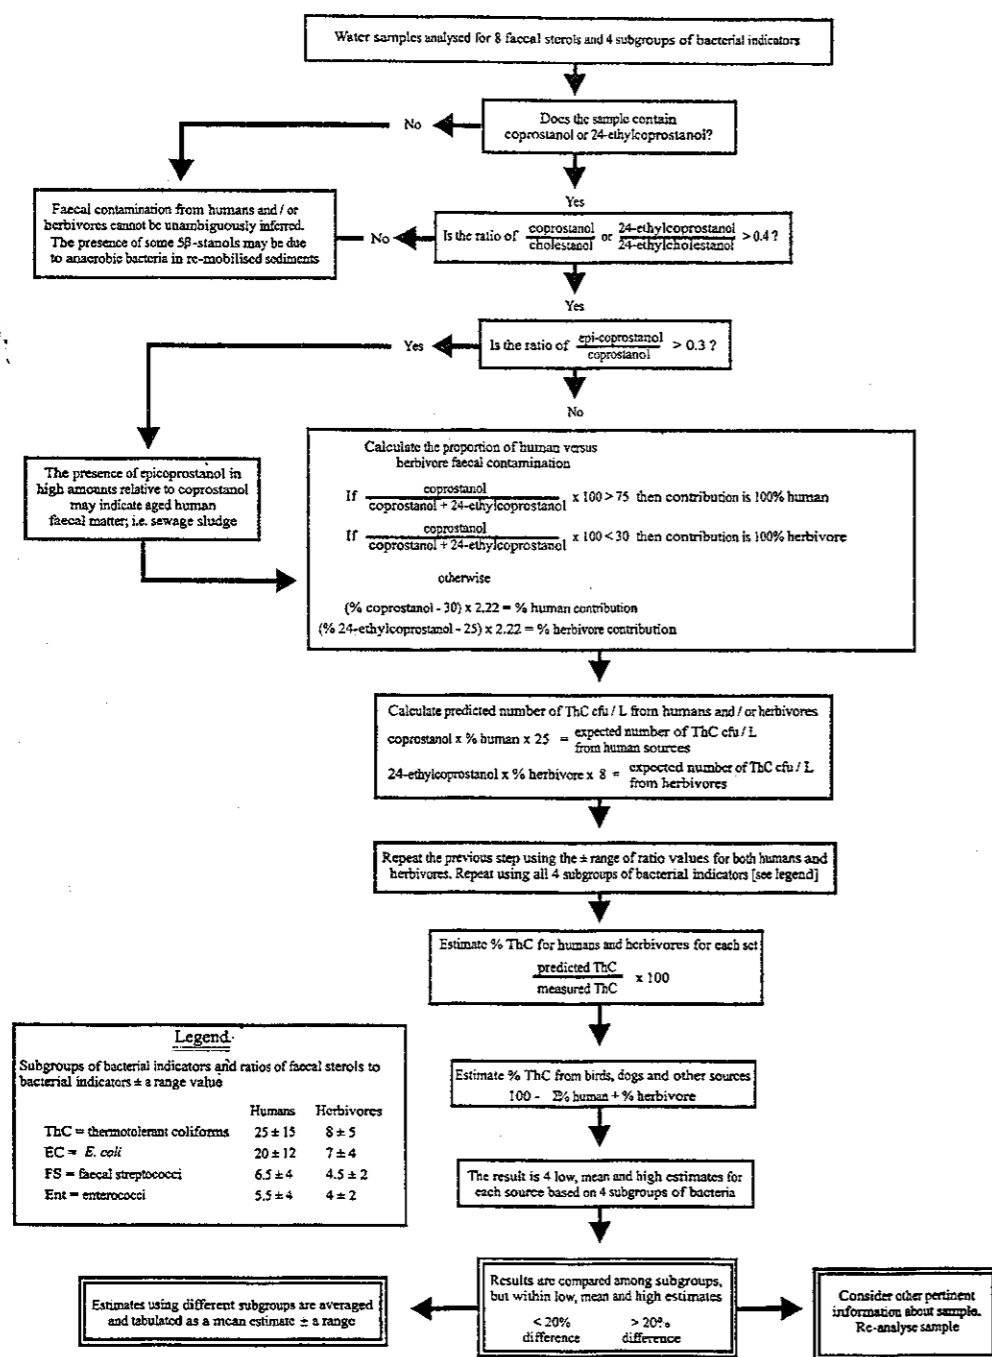 Water samples analysed for 8 faecal sterols and 4 subgroups of bacterial indicators
Does the sample contain
coprostanol or 24-ethylcoprostanol?
No
Yes
Faecal contamination from humans and / or
herbivores cannot be unambiguously inferred.
The presence of some 5β-stanols may be due
to anaerobic bacteria in re-mobilised sediments
No
Is the ratio of coprostanol / cholestanol or 24-ethylcoprostanol / 24-ethylcholestanol > 0.4 ?
Yes
Yes
Is the ratio of epi-coprostanol / coprostanol > 0.3 ?
No
The presence of epicoprostanol in
high amounts relative to coprostanol
may indicate aged human
faecal matter; i.e. sewage sludge
Calculate the proportion of human versus
herbivore faecal contamination
If coprostanol / coprostanol + 24-ethylcoprostanol x 100 > 75 then contribution is 100% human
If coprostanol / coprostanol + 24-ethylcoprostanol x 100 < 30 then contribution is 100% herbivore
otherwise
(% coprostanol - 30) x 2.22 = % human contribution
(% 24-ethylcoprostanol - 25) x 2.22 = % herbivore contribution
Calculate predicted number of ThC cfu / L from humans and / or herbivores
coprostanol x % human x 25 = expected number of ThC cfu / L
from human sources
24-ethylcoprostanol x % herbivore x 8 = expected number of ThC cfu / L
from herbivores
Repeat the previous step using the ± range of ratio values for both humans and
herbivores. Repeat using all 4 subgroups of bacterial indicators [see legend]
Estimate % ThC for humans and herbivores for each set
predicted ThC
measured ThC
x 100
Legend
Subgroups of bacterial indicators and ratios of faecal sterols to
bacterial indicators ± a range value
Humans Herbivores
ThC = thermotolerant coliforms 25 ± 15 8 ± 5
EC = E. coli 20 ± 12 7 ± 4
FS = faecal streptococci 6.5 ± 4 4.5 ± 2
Ent = enterococci 5.5 ± 4 4 ± 2
Estimate % ThC from birds, dogs and other sources
100 - Σ% human + % herbivore
The result is 4 low, mean and high estimates for
each source based on 4 subgroups of bacteria
Estimates using different subgroups are averaged
and tabulated as a mean estimate ± a range
Results are compared among subgroups,
but within low, mean and high estimates
< 20% > 20%
difference difference
Consider other pertinent
information about sample.
Re-analyse sample